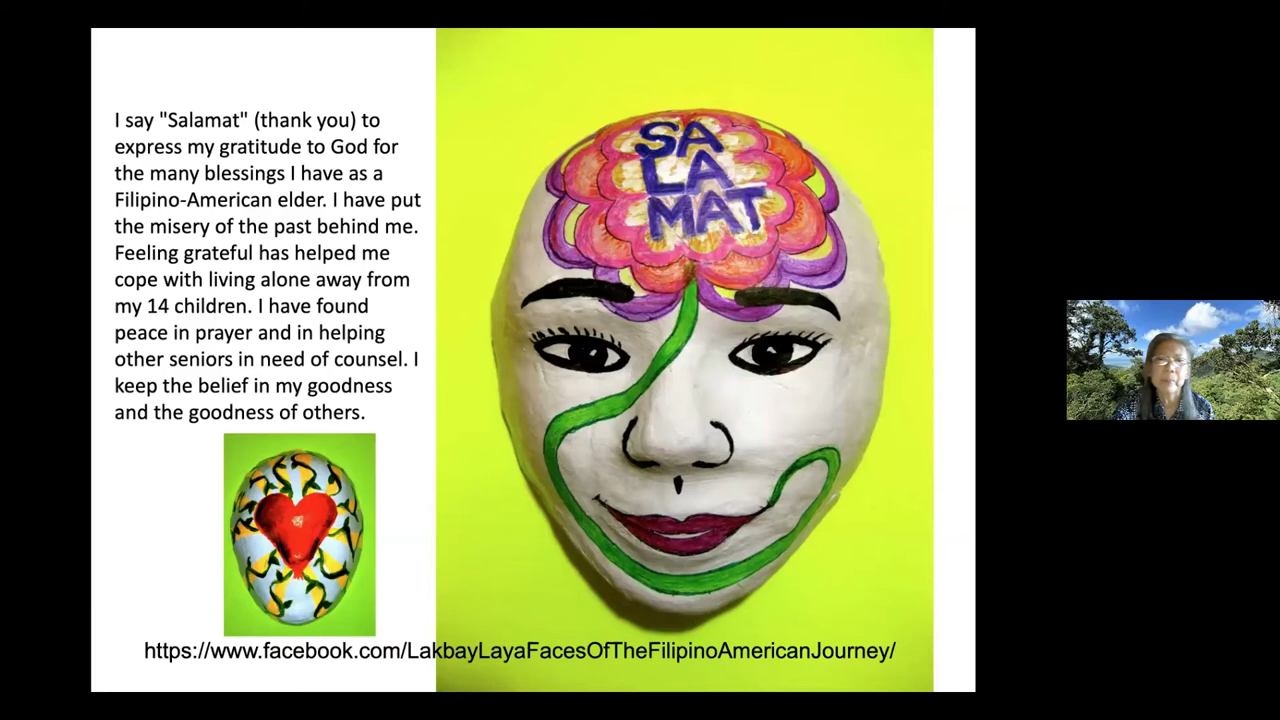 I say "Salamat" (thank you) to
express my gratitude to God for
the many blessings I have as a
Filipino-American elder. I have put
the misery of the past behind me.
Feeling grateful has helped me
cope with living alone away from
my 14 children. I have found
peace in prayer and in helping
other seniors in need of counsel. I
keep the belief in my goodness
and the goodness of others.
SA
LA
MAT
https://www.facebook.com/LakbayLayaFacesOfTheFilipinoAmericanJourney/